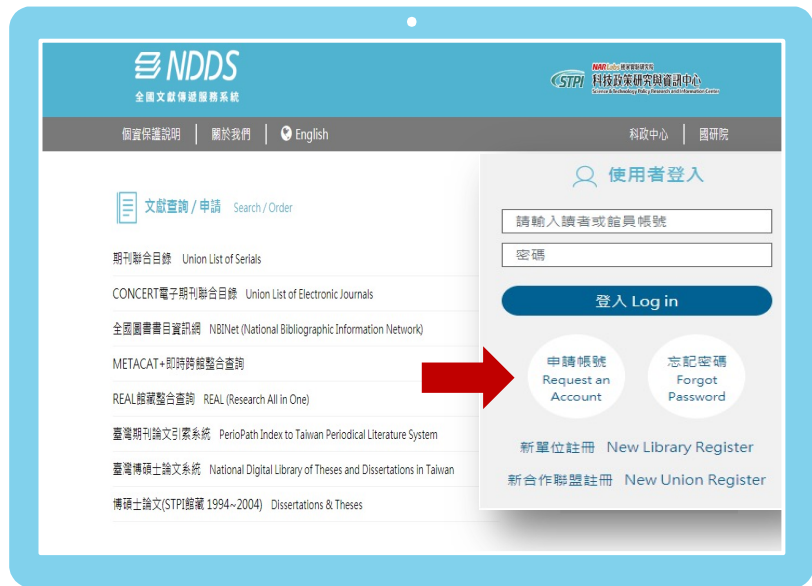 NDDS
全國文獻傳遞服務系統
NARLabs 國家實驗研究院
STPI 科技政策研究與資訊中心
Science & Technology Policy Research and Information Center
個資保護說明 | 關於我們 | English
科政中心 | 國研院
文獻查詢 / 申請 Search / Order
期刊聯合目錄 Union List of Serials
CONCERT電子期刊聯合目錄 Union List of Electronic Journals
全國圖書書目資訊網 NBINet (National Bibliographic Information Network)
METACAT+即時跨館整合查詢
REAL館藏整合查詢 REAL (Research All in One)
臺灣期刊論文引索系統 PerioPath Index to Taiwan Periodical Literature System
臺灣博碩士論文系統 National Digital Library of Theses and Dissertations in Taiwan
博碩士論文(STPI館藏 1994~2004) Dissertations & Theses
使用者登入
請輸入讀者或館員帳號
密碼
登入 Log in
申請帳號
Request an
Account
忘記密碼
Forgot
Password
新單位註冊 New Library Register
新合作聯盟註冊 New Union Register